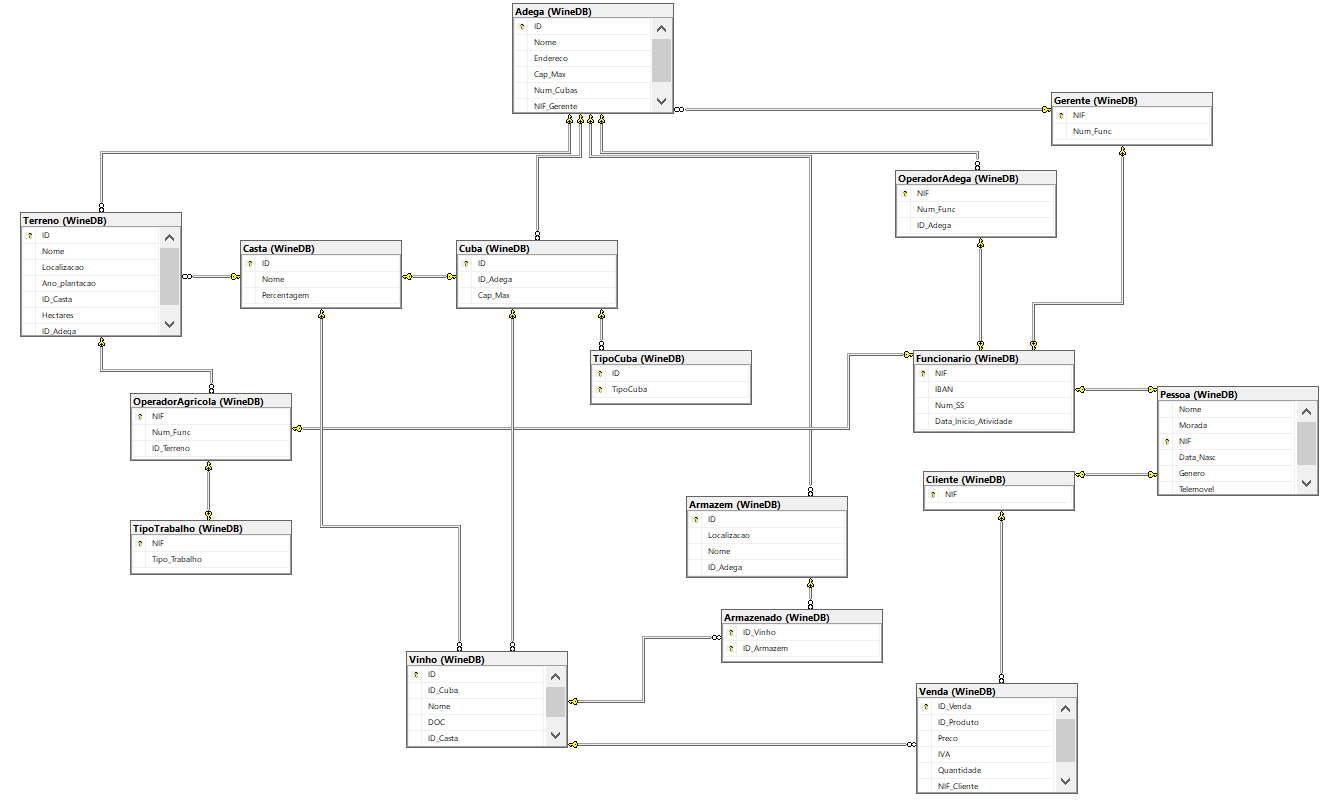 Adega (WineDB)
ID
Nome
Endereco
Cap_Max
Num_Cubas
NIF_Gerente
Gerente (WineDB)
NIF
Num_Func
OperadorAdega (WineDB)
NIF
Num_Func
ID_Adega
Terreno (WineDB)
ID
Nome
Localizacao
Ano_plantacao
ID_Casta
Hectares
ID_Adega
Casta (WineDB)
ID
Nome
Percentagem
Cuba (WineDB)
ID
ID_Adega
Cap_Max
TipoCuba (WineDB)
ID
TipoCuba
Funcionario (WineDB)
NIF
IBAN
Num_SS
Data_Inicio_Atividade
Pessoa (WineDB)
Nome
Morada
NIF
Data_Nasc
Genero
Telemovel
OperadorAgricola (WineDB)
NIF
Num_Func
ID_Terreno
Cliente (WineDB)
NIF
Armazem (WineDB)
ID
Localizacao
Nome
ID_Adega
TipoTrabalho (WineDB)
NIF
Tipo_Trabalho
Armazenado (WineDB)
ID_Vinho
ID_Armazem
Vinho (WineDB)
ID
ID_Cuba
Nome
DOC
ID_Casta
Venda (WineDB)
ID_Venda
ID_Produto
Preco
IVA
Quantidade
NIF_Cliente